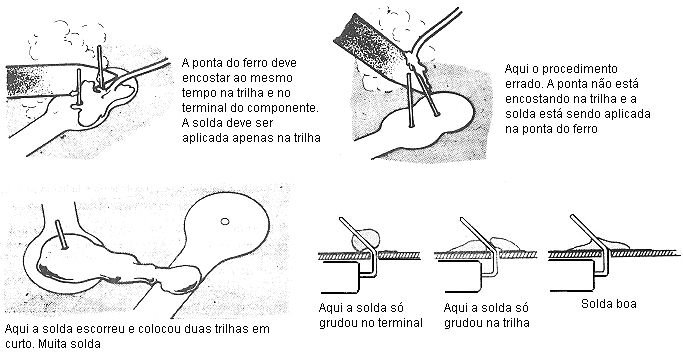 A ponta do ferro deve
encostar ao mesmo
tempo na trilha e no
terminal do componente.
A solda deve ser
aplicada apenas na trilha
Aqui o procedimento
errado. A ponta não está
encostando na trilha e a
solda está sendo aplicada
na ponta do ferro
Aqui a solda escorreu e colocou duas trilhas em
curto. Muita solda
Aqui a solda só
grudou no terminal
Aqui a solda só
grudou na trilha
Solda boa